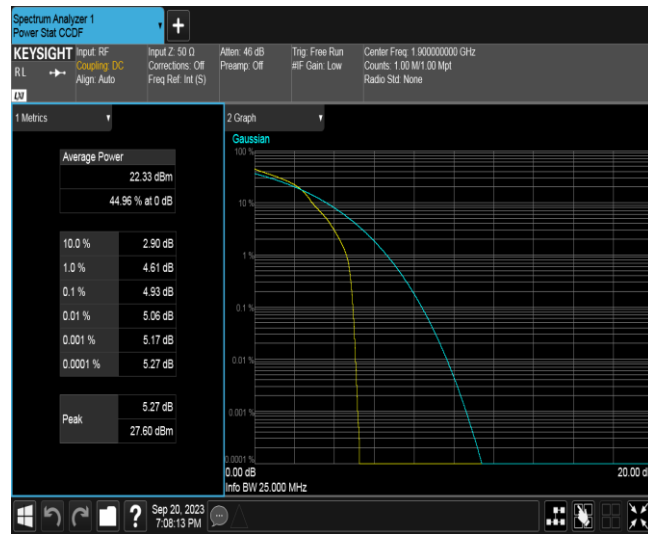 Spectrum Analyzer 1
Power Stat CCDF
+
KEYSIGHT
RL
LXI
Input: RF
Coupling: DC
Align: Auto
Input Z: 50 Ω
Corrections: Off
Freq Ref: Int (S)
Atten: 46 dB
Preamp: Off
Trig: Free Run
#IF Gain: Low
Center Freq: 1.900000000 GHz
Counts: 1.00 M/1.00 Mpt
Radio Std: None
1 Metrics
Average Power
22.33 dBm
44.96 % at 0 dB
10.0 % 2.90 dB
1.0 % 4.61 dB
0.1 % 4.93 dB
0.01 % 5.06 dB
0.001 % 5.17 dB
0.0001 % 5.27 dB
Peak
5.27 dB
27.60 dBm
2 Graph
Gaussian
100 %
10 %
1 %
0.1 %
0.01 %
0.001 %
0.0001 %
0.00 dB
20.00 d
Info BW 25.000 MHz
?
Sep 20, 2023
7:08:13 PM